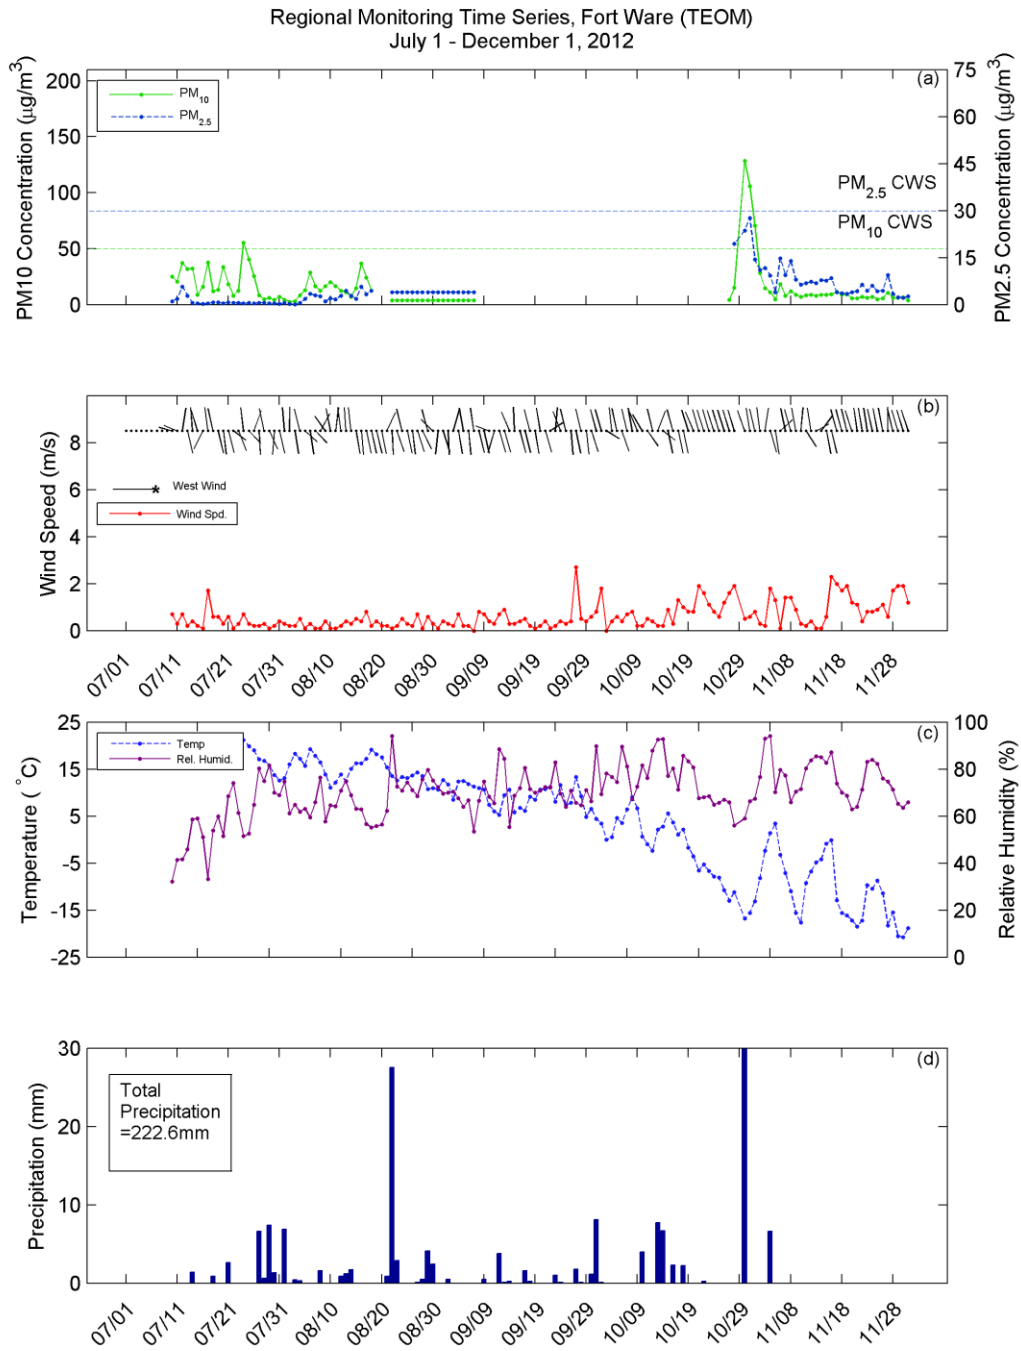 Regional Monitoring Time Series, Fort Ware (TEOM)
July 1 - December 1, 2012
(a)
PM10 Concentration (μg/m³)
200
150
100
50
0
PM₁₀
PM₂.₅
PM₂.₅ CWS
PM₁₀ CWS
75
60
45
30
15
0
PM2.5 Concentration (μg/m³)
(b)
Wind Speed (m/s)
8
6
4
2
0
West Wind
Wind Spd.
07/01
07/11
07/21
07/31
08/10
08/20
08/30
09/09
09/19
09/29
10/09
10/19
10/29
11/08
11/18
11/28
(c)
Temperature (°C)
25
15
5
-5
-15
-25
Temp
Rel. Humid.
100
80
60
40
20
0
Relative Humidity (%)
(d)
Precipitation (mm)
30
20
10
0
Total
Precipitation
=222.6mm
07/01
07/11
07/21
07/31
08/10
08/20
08/30
09/09
09/19
09/29
10/09
10/19
10/29
11/08
11/18
11/28